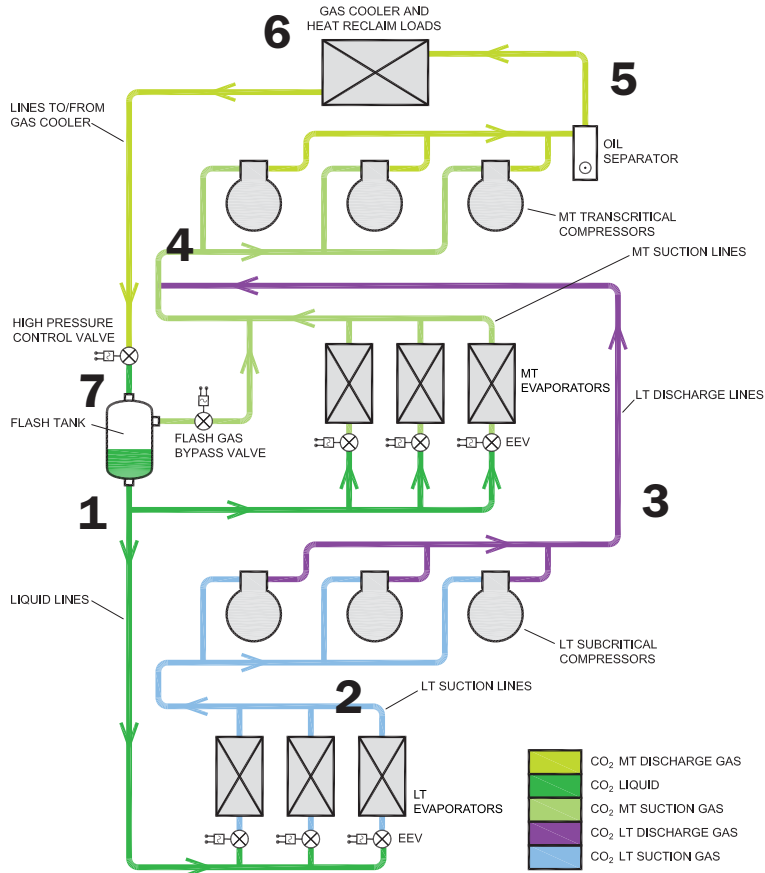 6
GAS COOLER AND
HEAT RECLAIM LOADS
5
LINES TO/FROM
GAS COOLER
OIL
SEPARATOR
MT TRANSCRITICAL
COMPRESSORS
4
MT SUCTION LINES
HIGH PRESSURE
CONTROL VALVE
7
MT
EVAPORATORS
LT DISCHARGE LINES
FLASH TANK
FLASH GAS
BYPASS VALVE
EEV
1
3
LIQUID LINES
LT SUBCRITICAL
COMPRESSORS
2
LT SUCTION LINES
LT
EVAPORATORS
EEV
CO₂ MT DISCHARGE GAS
CO₂ LIQUID
CO₂ MT SUCTION GAS
CO₂ LT DISCHARGE GAS
CO₂ LT SUCTION GAS